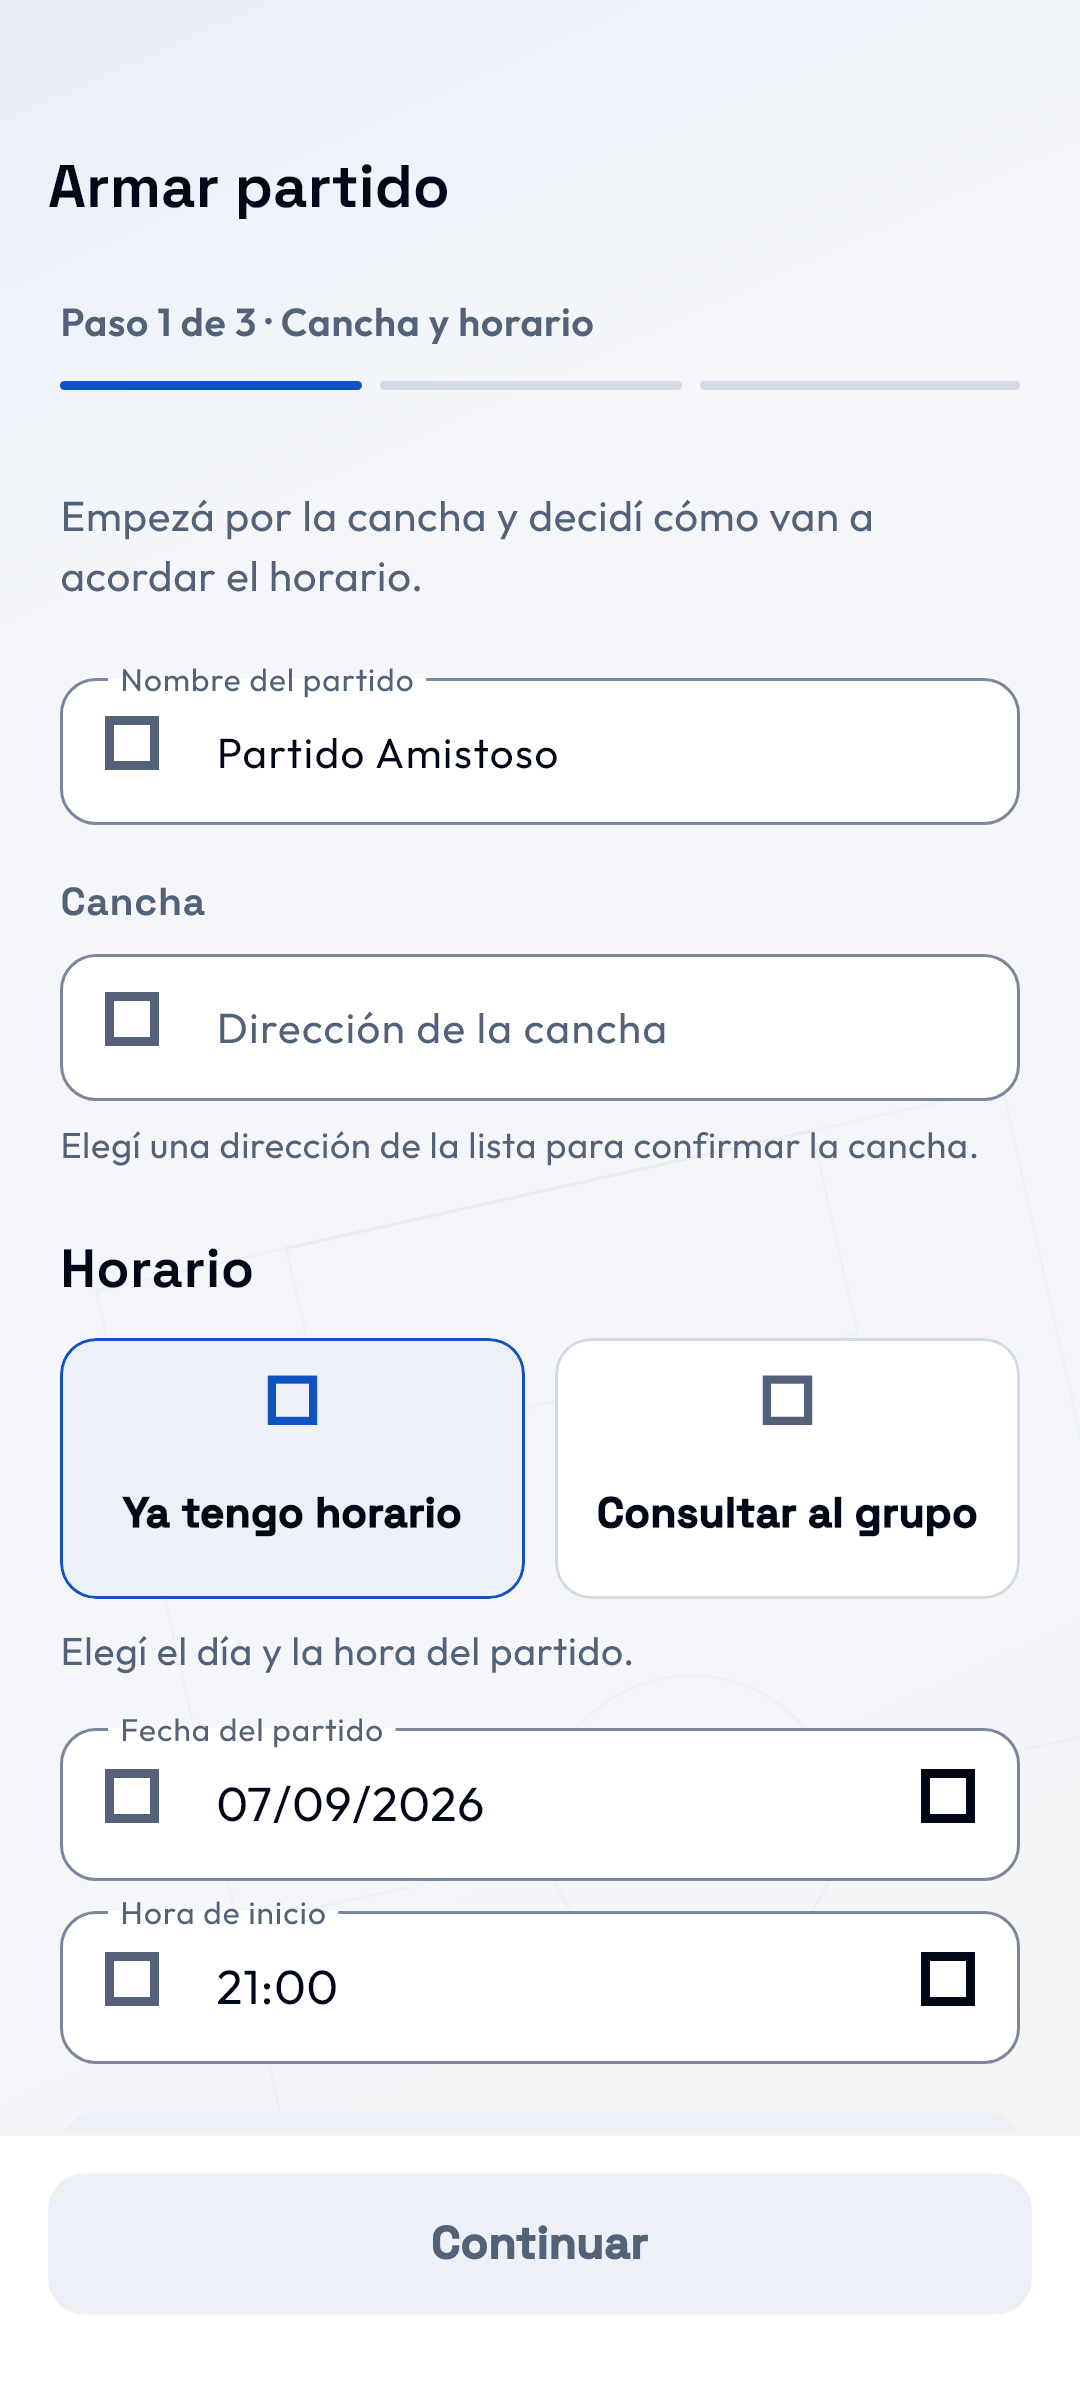 Armar partido
Paso 1 de 3 · Cancha y horario
Empezá por la cancha y decidí cómo van a
acordar el horario.
Nombre del partido
Partido Amistoso
Cancha
Dirección de la cancha
Elegí una dirección de la lista para confirmar la cancha.
Horario
Ya tengo horario
Consultar al grupo
Elegí el día y la hora del partido.
Fecha del partido
07/09/2026
Hora de inicio
21:00
Continuar